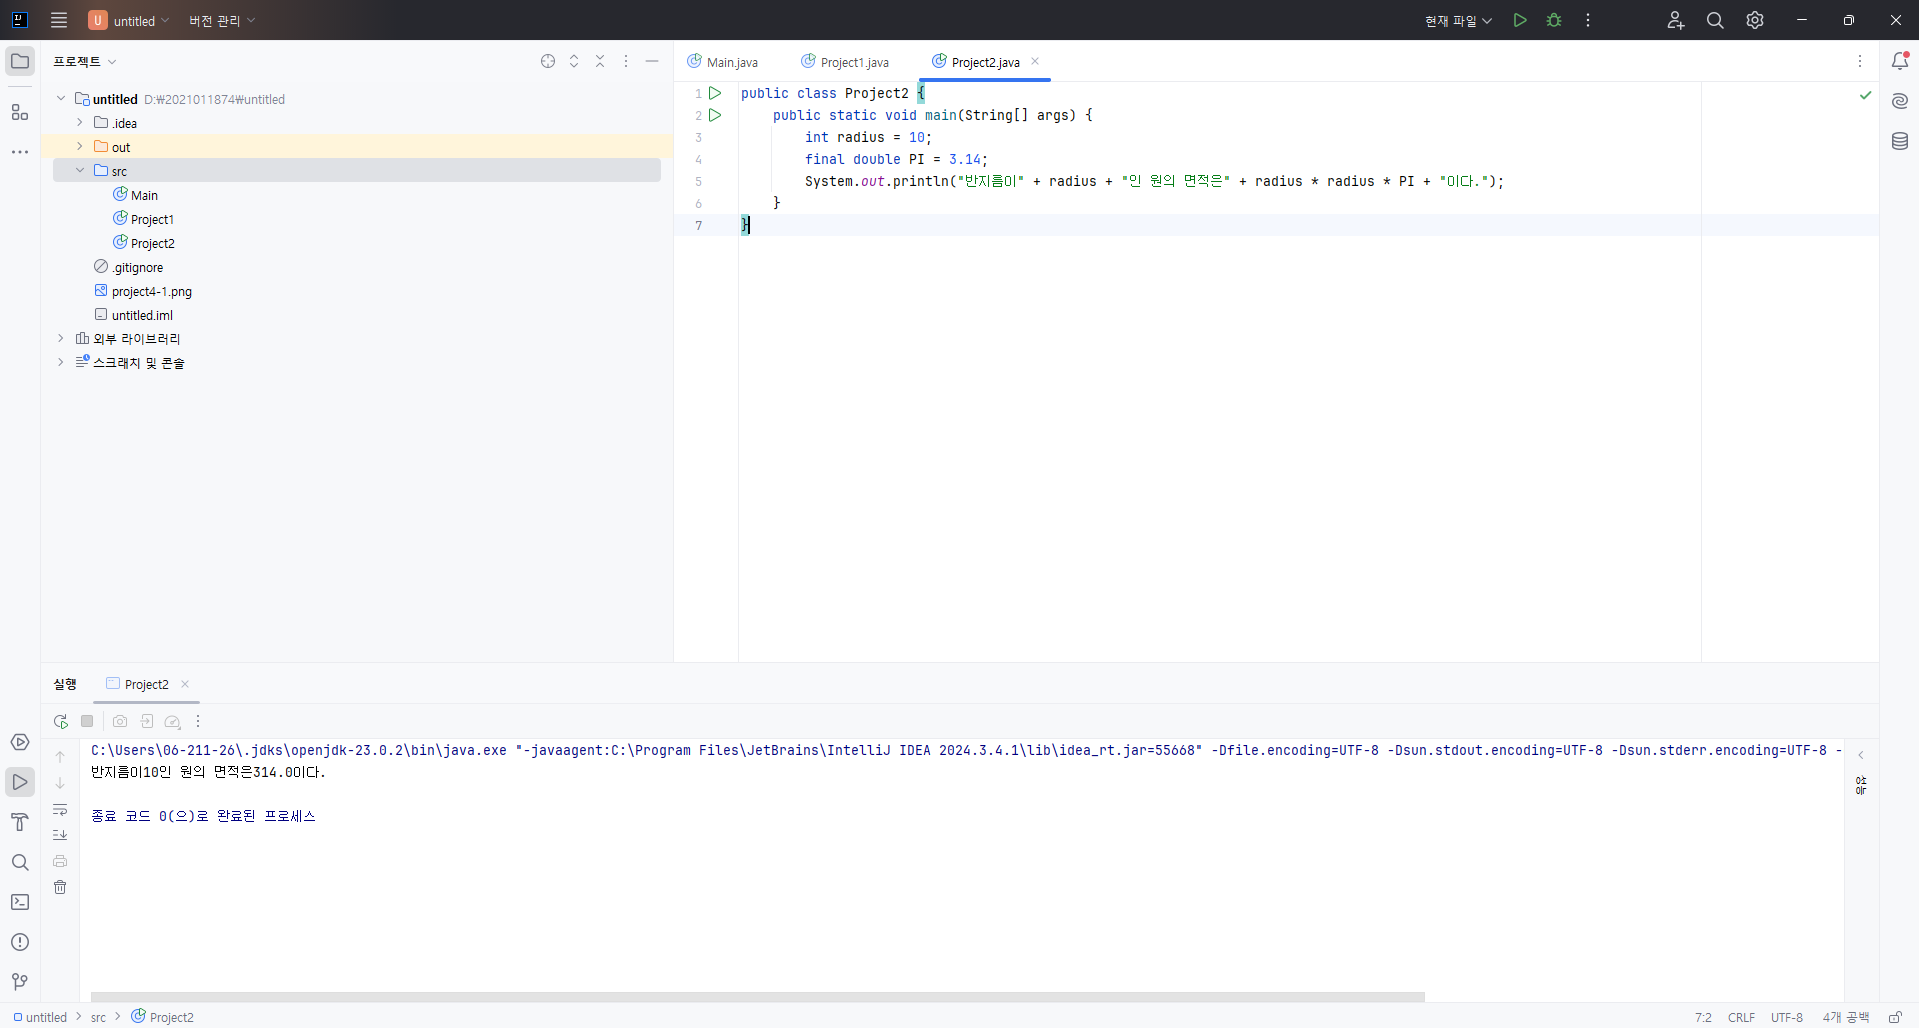 untitled 버전 관리 현재 파일
프로젝트
Main.java Project1.java Project2.java
untitled D:₩2021011874₩untitled
.idea
out
src
Main
Project1
Project2
.gitignore
project4-1.png
untitled.iml
외부 라이브러리
스크래치 및 콘솔
1 public class Project2 {
2 public static void main(String[] args) {
3 int radius = 10;
4 final double PI = 3.14;
5 System.out.println("반지름이" + radius + "인 원의 면적은" + radius * radius * PI + "이다.");
6 }
7 }
실행 Project2
C:\Users\06-211-26\.jdks\openjdk-23.0.2\bin\java.exe "-javaagent:C:\Program Files\JetBrains\IntelliJ IDEA 2024.3.4.1\lib\idea_rt.jar=55668" -Dfile.encoding=UTF-8 -Dsun.stdout.encoding=UTF-8 -Dsun.stderr.encoding=UTF-8 -
반지름이10인 원의 면적은314.0이다.
종료 코드 0(으)로 완료된 프로세스
untitled src Project2 7:2 CRLF UTF-8 4개 공백